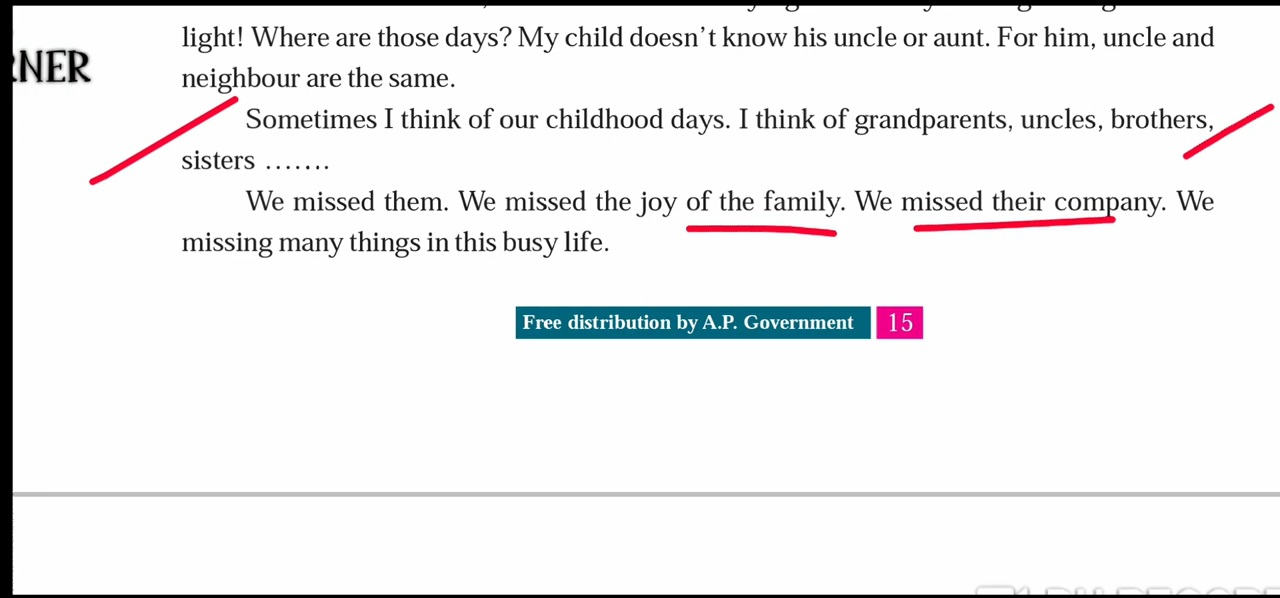 light! Where are those days? My child doesn't know his uncle or aunt. For him, uncle and
NER
neighbour are the same.
Sometimes I think of our childhood days. I think of grandparents, uncles, brothers,
sisters .......
We missed them. We missed the joy of the family. We missed their company. We
missing many things in this busy life.
Free distribution by A.P. Government 15